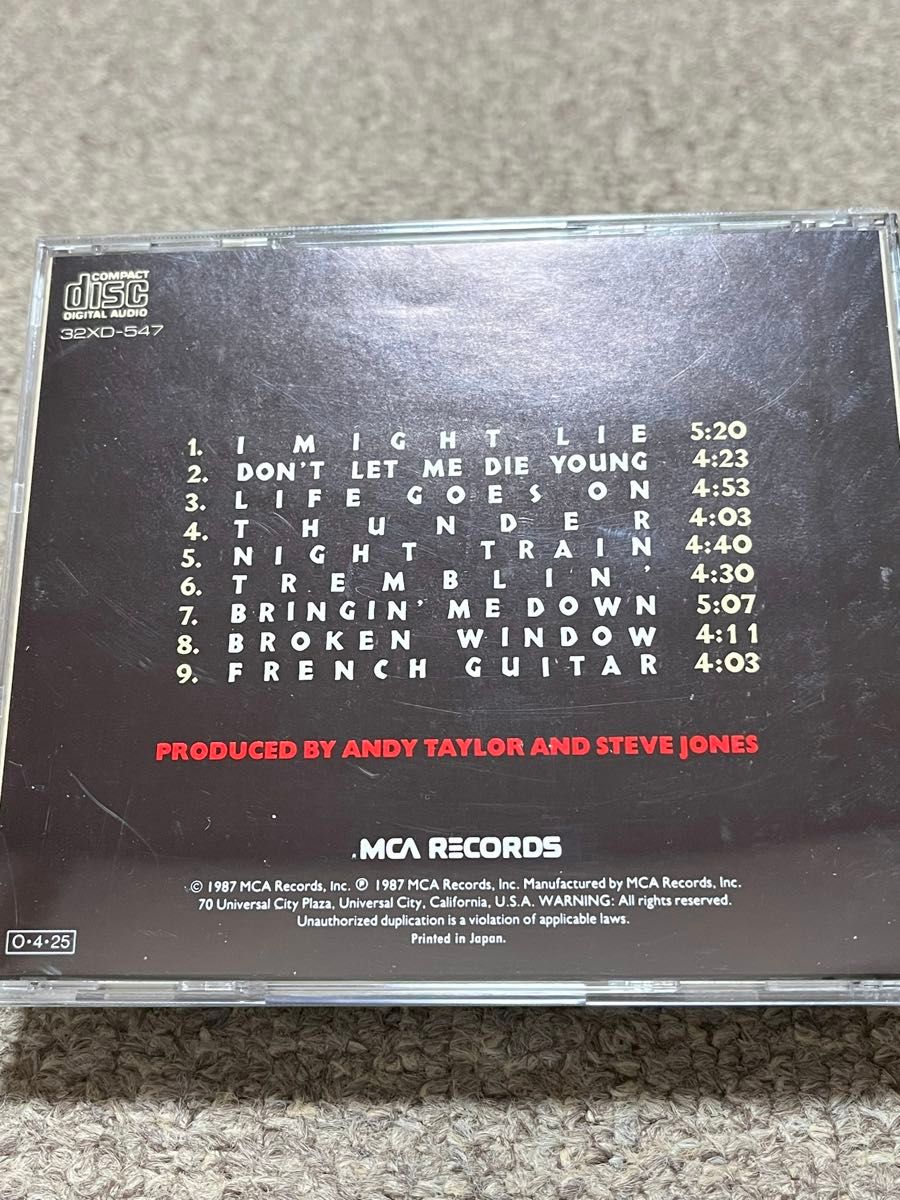 COMPACT
disc
DIGITAL AUDIO
32XD-547
1. I MIGHT LIE 5:20
2. DON'T LET ME DIE YOUNG 4:23
3. LIFE GOES ON 4:53
4. THUNDER 4:03
5. NIGHT TRAIN 4:40
6. TREMBLIN' 4:30
7. BRINGIN' ME DOWN 5:07
8. BROKEN WINDOW 4:11
9. FRENCH GUITAR 4:03
PRODUCED BY ANDY TAYLOR AND STEVE JONES
MCA RECORDS
© 1987 MCA Records, Inc. ℗ 1987 MCA Records, Inc. Manufactured by MCA Records, Inc.
70 Universal City Plaza, Universal City, California, U.S.A. WARNING: All rights reserved.
Unauthorized duplication is a violation of applicable laws.
Printed in Japan.
O•4•25